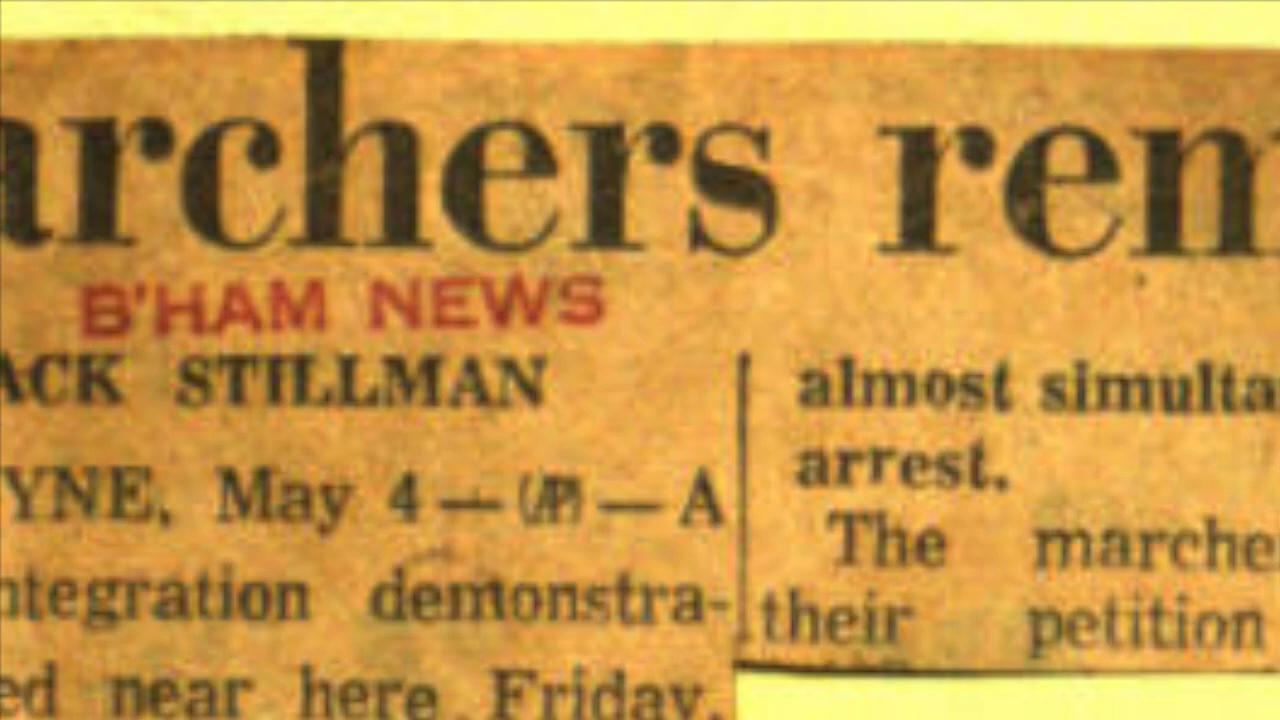 archers rem
B'HAM NEWS
ACK STILLMAN
YNE, May 4 — (AP) — A
ntegration demonstra-
ed near here Friday.
almost simulta
arrest.
The marche
their petition